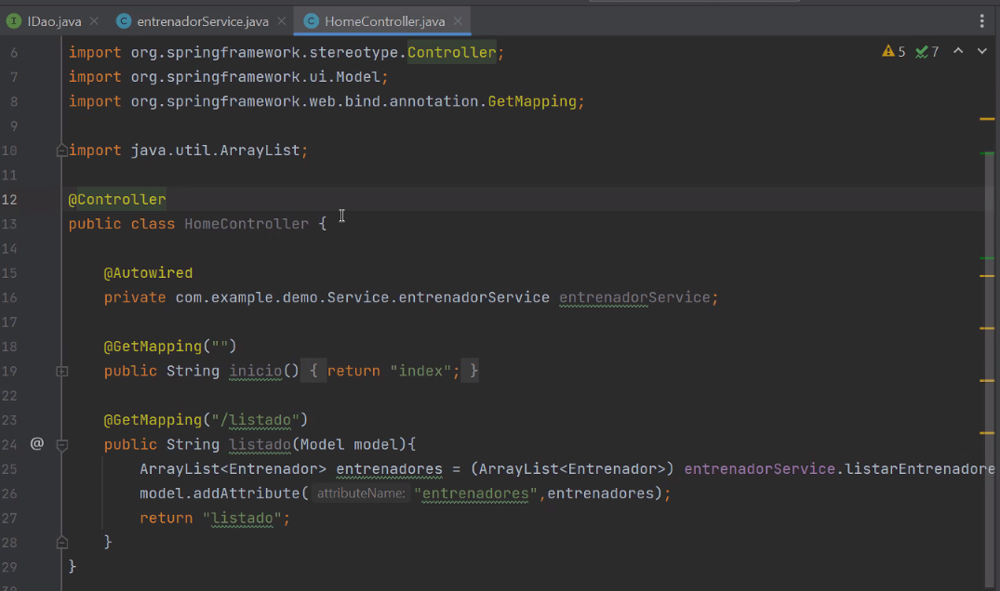 IDao.java entrenadorService.java HomeController.java
5 7
6 import org.springframework.stereotype.Controller;
7 import org.springframework.ui.Model;
8 import org.springframework.web.bind.annotation.GetMapping;
9
10 import java.util.ArrayList;
11
12 @Controller
13 public class HomeController {
14
15 @Autowired
16 private com.example.demo.Service.entrenadorService entrenadorService;
17
18 @GetMapping("")
19 public String inicio() { return "index"; }
22
23 @GetMapping("/listado")
24 @ public String listado(Model model){
25 ArrayList<Entrenador> entrenadores = (ArrayList<Entrenador>) entrenadorService.listarEntrenadore
26 model.addAttribute( attributeName: "entrenadores",entrenadores);
27 return "listado";
28 }
29 }